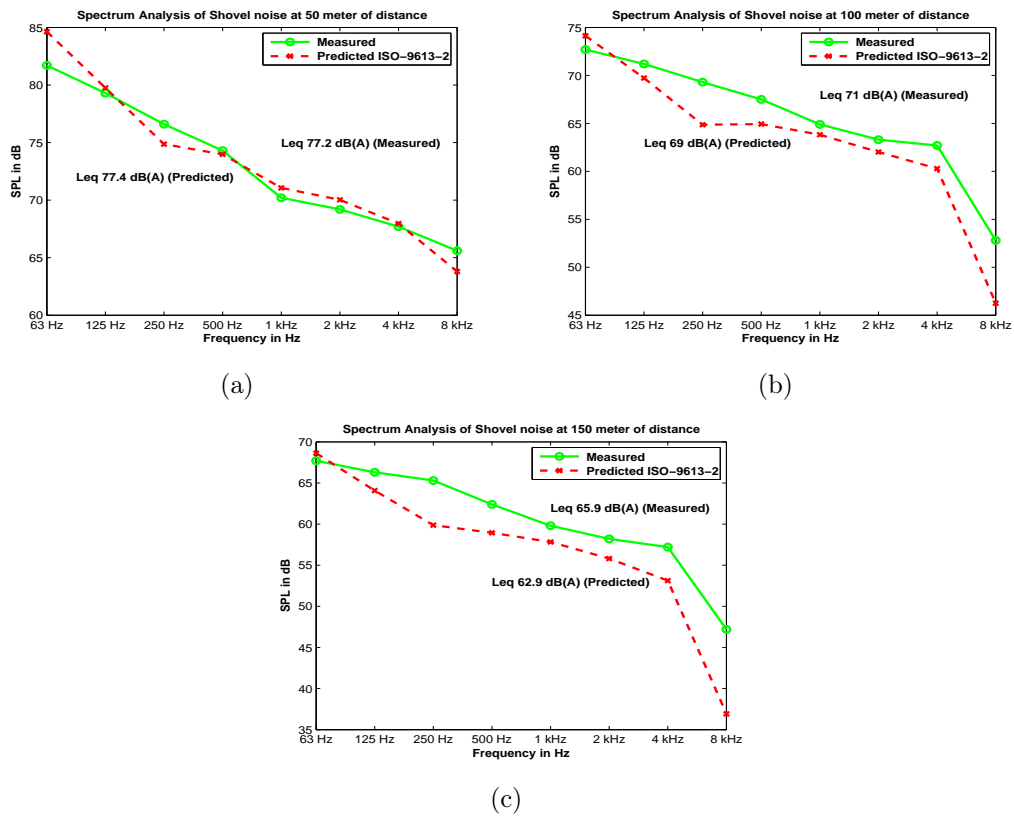 Spectrum Analysis of Shovel noise at 50 meter of distance
85
80
75
70
65
60
SPL in dB
Measured
Predicted ISO−9613−2
Leq 77.2 dB(A) (Measured)
Leq 77.4 dB(A) (Predicted)
63 Hz 125 Hz 250 Hz 500 Hz 1 kHz 2 kHz 4 kHz 8 kHz
Frequency in Hz
(a)
Spectrum Analysis of Shovel noise at 100 meter of distance
75
70
65
60
55
50
45
SPL in dB
Measured
Predicted ISO−9613−2
Leq 71 dB(A) (Measured)
Leq 69 dB(A) (Predicted)
63 Hz 125 Hz 250 Hz 500 Hz 1 kHz 2 kHz 4 kHz 8 kHz
Frequency in Hz
(b)
Spectrum Analysis of Shovel noise at 150 meter of distance
70
65
60
55
50
45
40
35
SPL in dB
Measured
Predicted ISO−9613−2
Leq 65.9 dB(A) (Measured)
Leq 62.9 dB(A) (Predicted)
63 Hz 125 Hz 250 Hz 500 Hz 1 kHz 2 kHz 4 kHz 8 kHz
Frequency in Hz
(c)